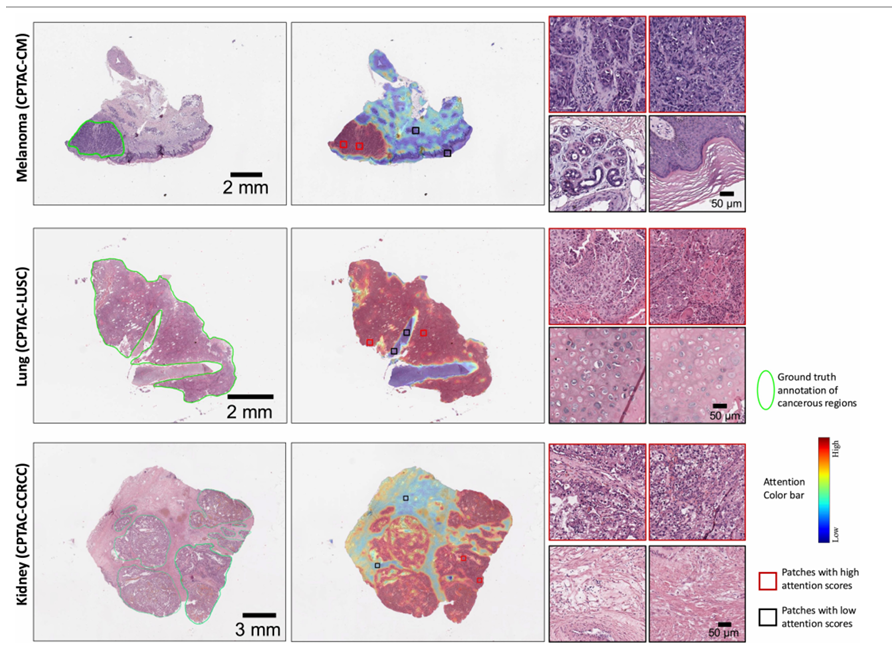 Melanoma (CPTAC-CM)
2 mm
50 μm
Lung (CPTAC-LUSC)
2 mm
50 μm
Ground truth
annotation of
cancerous regions
High
Attention
Color bar
Low
Kidney (CPTAC-CCRCC)
3 mm
50 μm
Patches with high
attention scores
Patches with low
attention scores